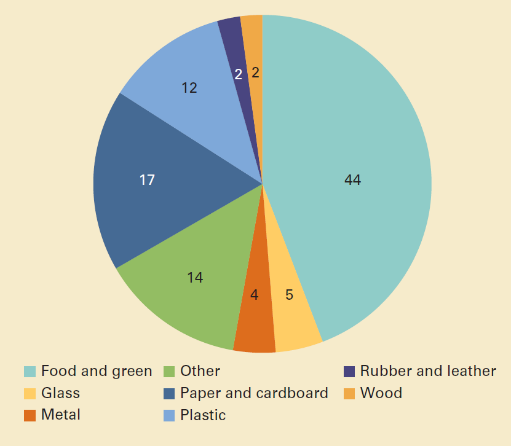 2
2
12
17
44
14
4
5
Food and green
Other
Rubber and leather
Glass
Paper and cardboard
Wood
Metal
Plastic